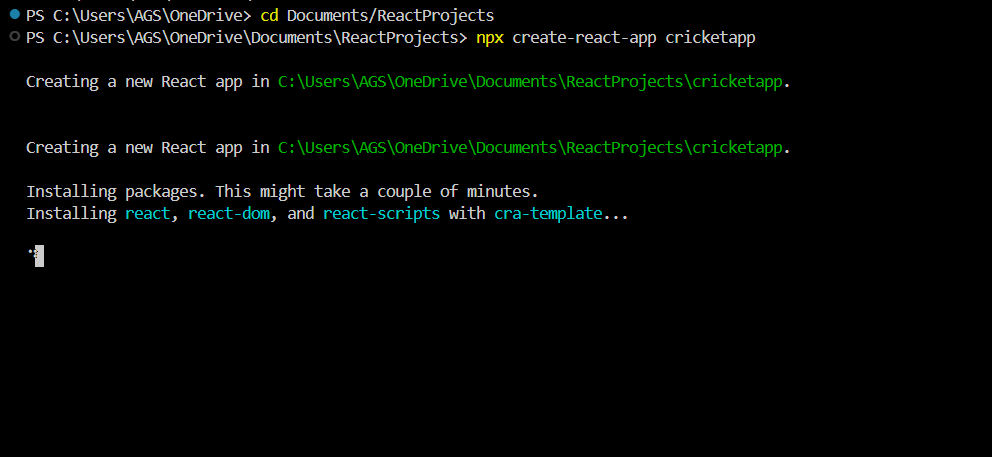 PS C:\Users\AGS\OneDrive> cd Documents/ReactProjects
PS C:\Users\AGS\OneDrive\Documents\ReactProjects> npx create-react-app cricketapp
Creating a new React app in C:\Users\AGS\OneDrive\Documents\ReactProjects\cricketapp.
Creating a new React app in C:\Users\AGS\OneDrive\Documents\ReactProjects\cricketapp.
Installing packages. This might take a couple of minutes.
Installing react, react-dom, and react-scripts with cra-template...